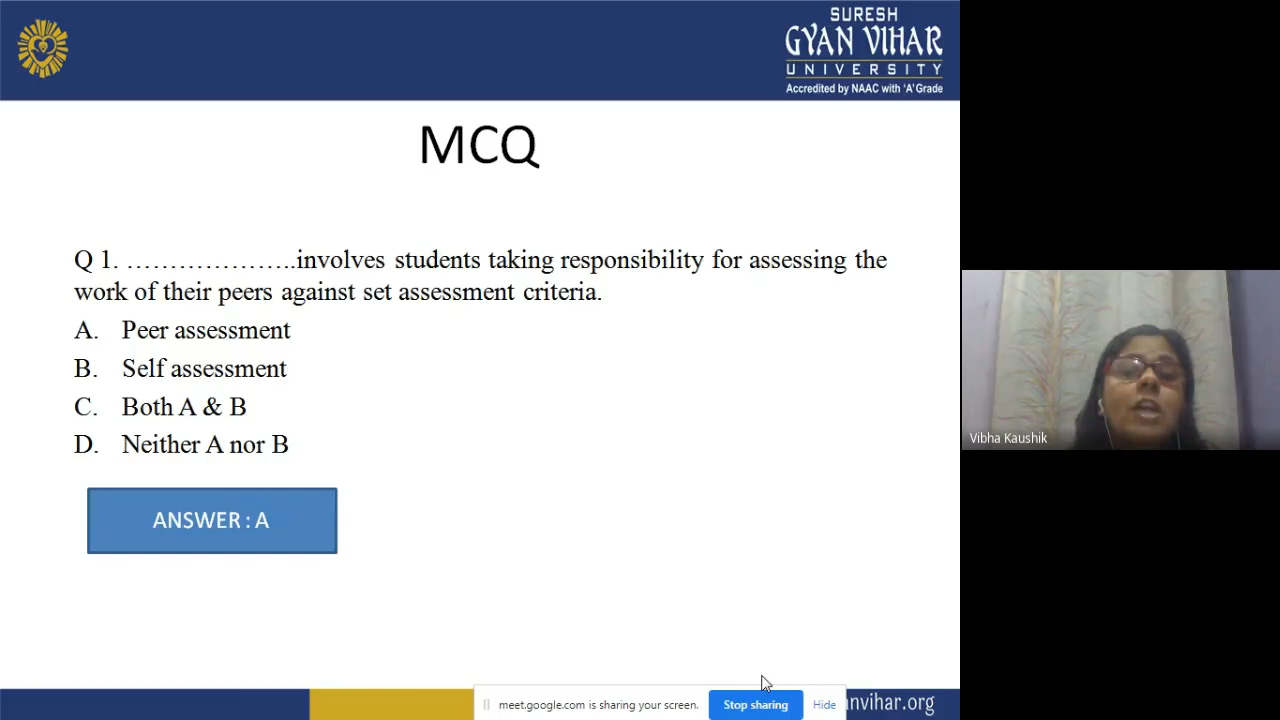 SURESH
GYAN VIHAR
UNIVERSITY
Accredited by NAAC with 'A' Grade
MCQ
Q 1. …………………..involves students taking responsibility for assessing the
work of their peers against set assessment criteria.
A. Peer assessment
B. Self assessment
C. Both A & B
D. Neither A nor B
ANSWER : A
Vibha Kaushik
meet.google.com is sharing your screen.
Stop sharing
Hide
anvihar.org